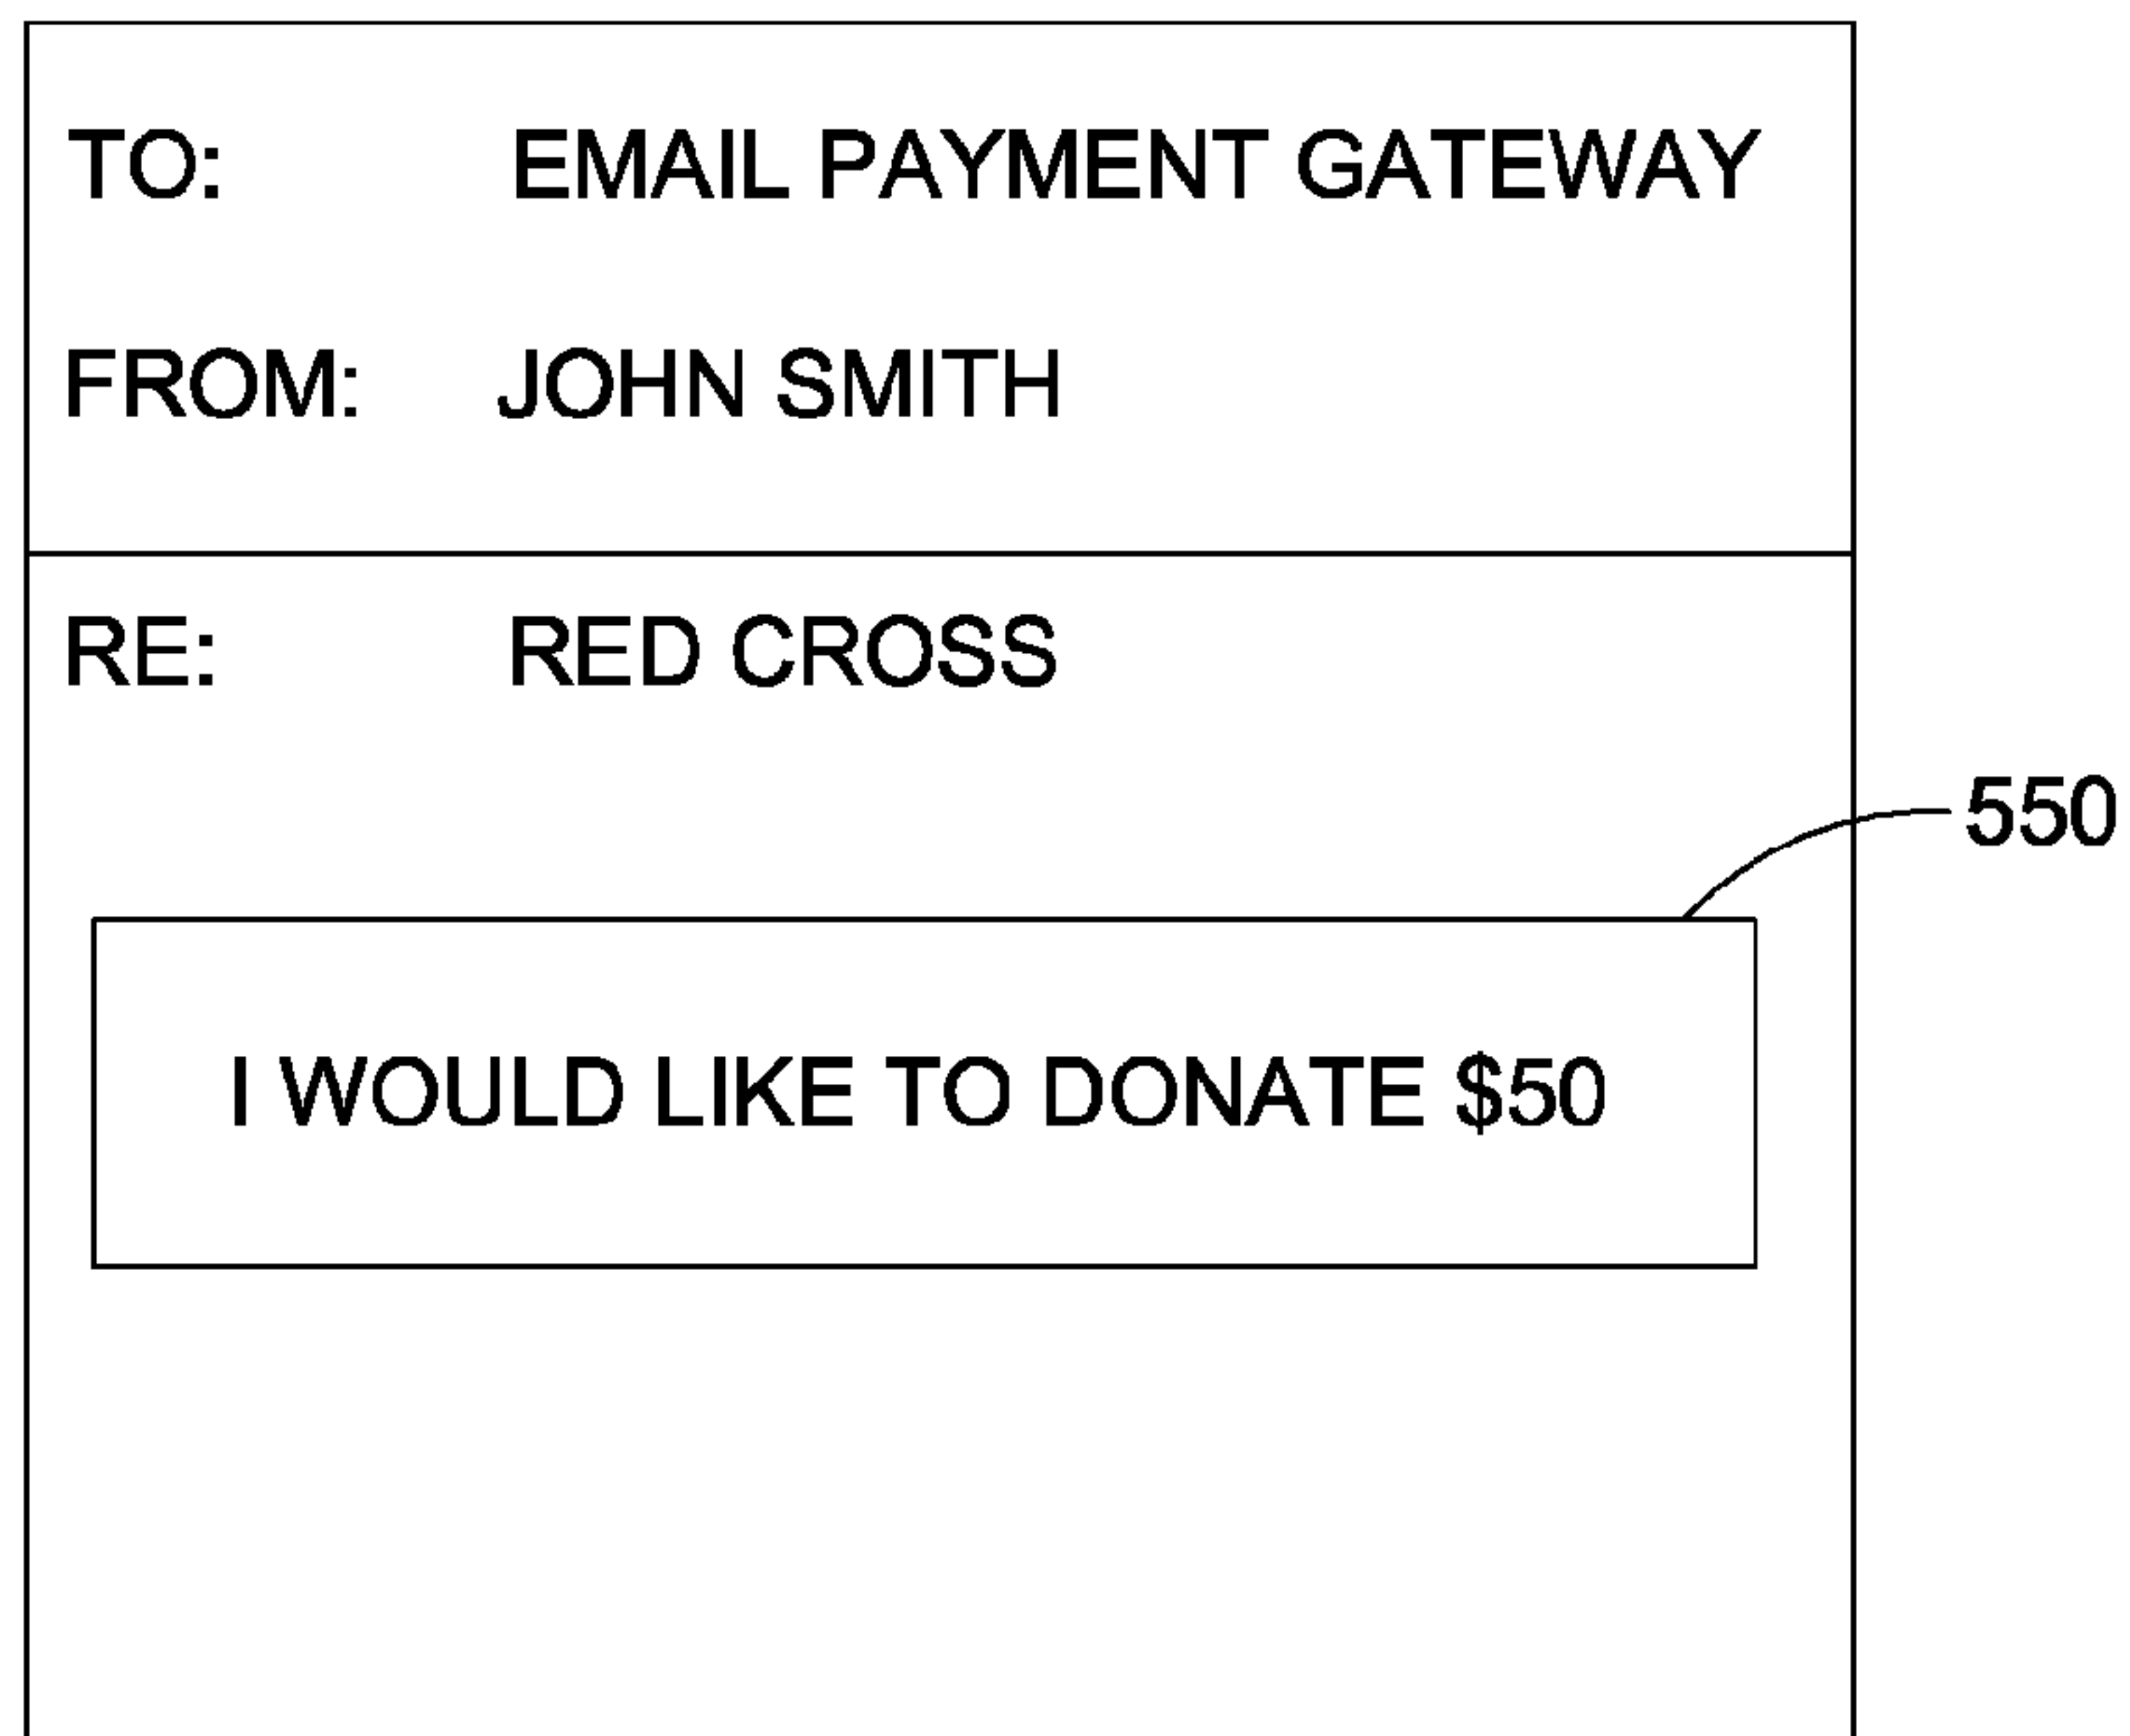 TO: EMAIL PAYMENT GATEWAY
FROM: JOHN SMITH
RE: RED CROSS
550
I WOULD LIKE TO DONATE $50